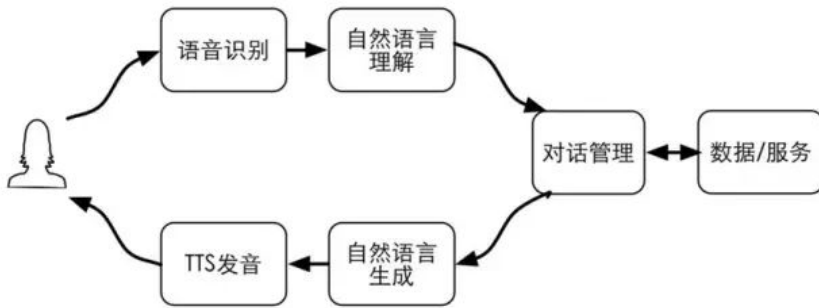 语音识别
自然语言
理解
对话管理
数据/服务
TTS发音
自然语言
生成